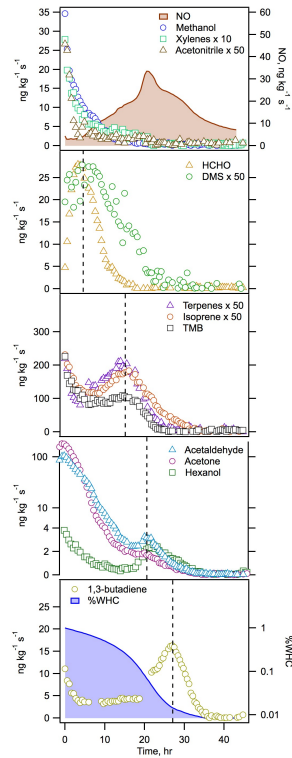 35
30
25
20
15
10
5
0
ng kg⁻¹ s⁻¹
NO
Methanol
Xylenes x 10
Acetonitrile x 50
60
50
40
30
20
10
0
NO, ng kg⁻¹ s⁻¹
25
20
15
10
5
0
ng kg⁻¹ s⁻¹
HCHO
DMS x 50
300
200
100
0
ng kg⁻¹ s⁻¹
Terpenes x 50
Isoprene x 50
TMB
100
10
4
2
0
ng kg⁻¹ s⁻¹
Acetaldehyde
Acetone
Hexanol
25
20
15
10
5
0
ng kg⁻¹ s⁻¹
1,3-butadiene
%WHC
1
0.1
0.01
%WHC
0
10
20
30
40
Time, hr